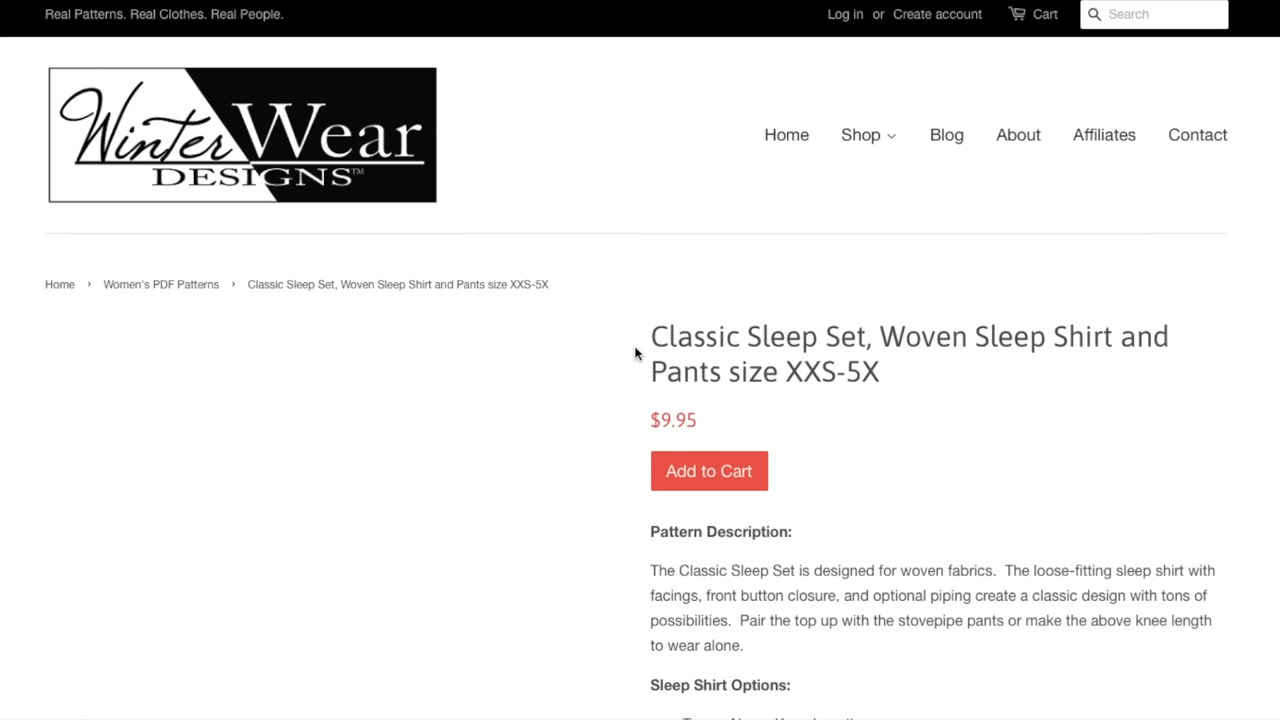 Real Patterns. Real Clothes. Real People.
Log in or Create account Cart Search
Winter Wear
DESIGNS™
Home Shop Blog About Affiliates Contact
Home › Women's PDF Patterns › Classic Sleep Set, Woven Sleep Shirt and Pants size XXS-5X
Classic Sleep Set, Woven Sleep Shirt and
Pants size XXS-5X
$9.95
Add to Cart
Pattern Description:
The Classic Sleep Set is designed for woven fabrics. The loose-fitting sleep shirt with
facings, front button closure, and optional piping create a classic design with tons of
possibilities. Pair the top up with the stovepipe pants or make the above knee length
to wear alone.
Sleep Shirt Options: